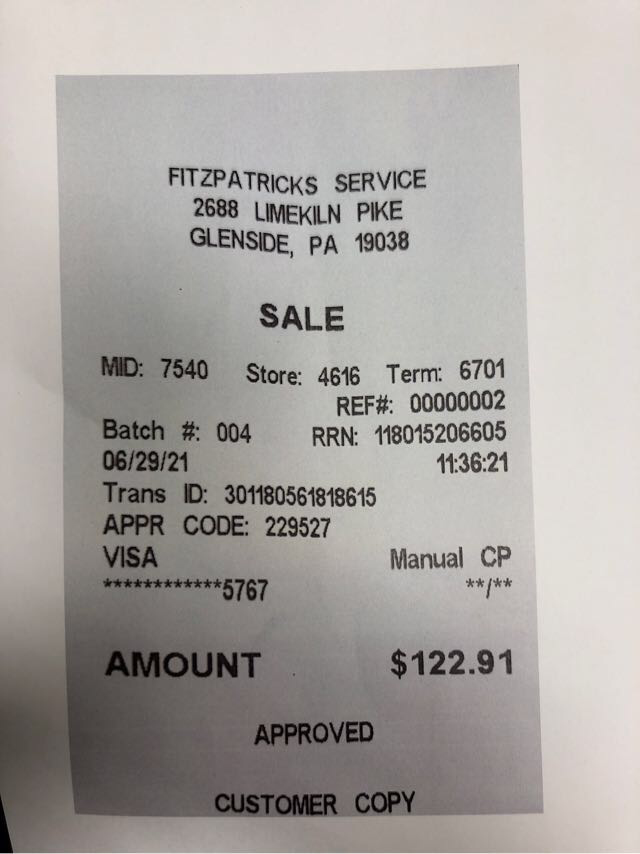 FITZPATRICKS SERVICE
2688 LIMEKILN PIKE
GLENSIDE, PA 19038
SALE
MID: 7540 Store: 4616 Term: 6701
REF#: 00000002
Batch #: 004 RRN: 118015206605
06/29/21 11:36:21
Trans ID: 301180561818615
APPR CODE: 229527
VISA Manual CP
************5767 **/**
AMOUNT $122.91
APPROVED
CUSTOMER COPY